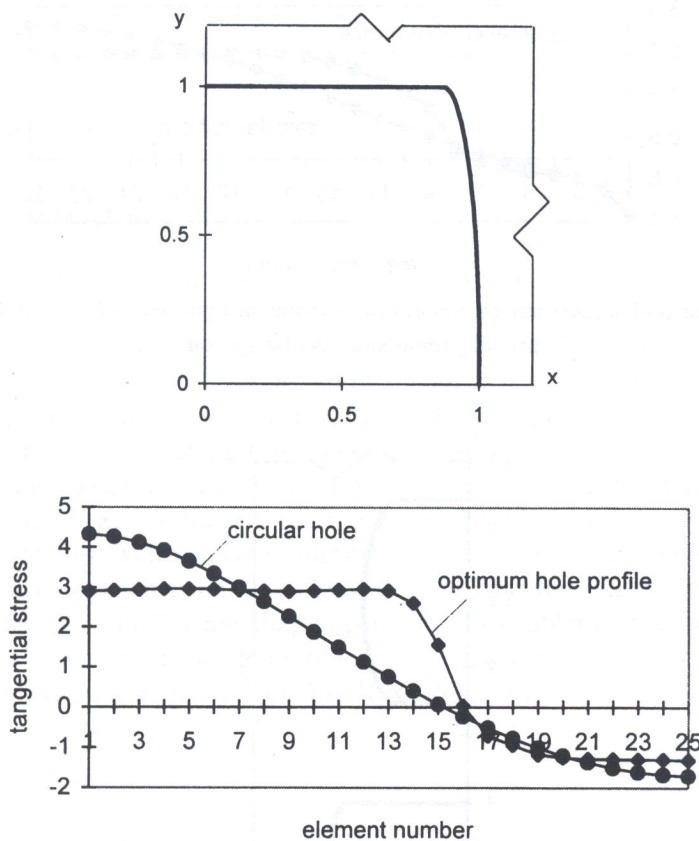 y
1
0.5
0
0 0.5 1 x
5
4
3
2
1
0
-1
-2
tangential stress
circular hole
optimum hole profile
1 3 5 7 9 11 13 15 17 19 21 23 25
element number